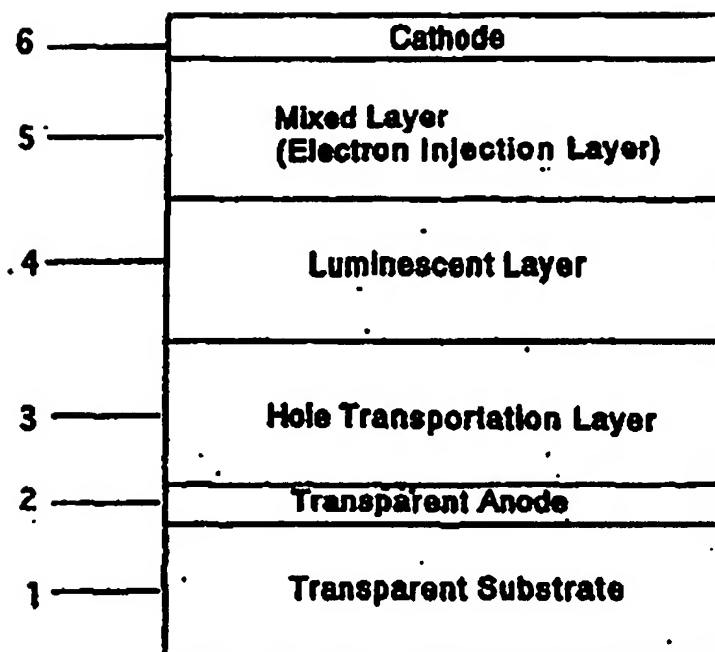 6 Cathode
5 Mixed Layer
(Electron Injection Layer)
4 Luminescent Layer
3 Hole Transportation Layer
2 Transparent Anode
1 Transparent Substrate